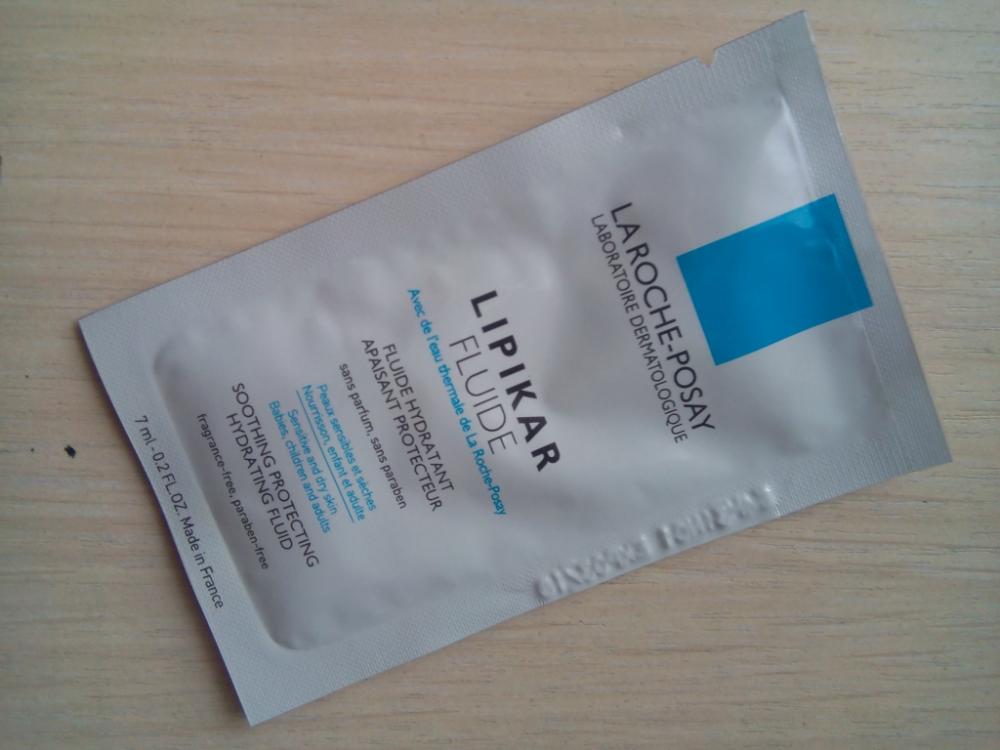 LA ROCHE-POSAY
LABORATOIRE DERMATOLOGIQUE
LIPIKAR
FLUIDE
Avec de l'eau thermale de La Roche-Posay
FLUIDE HYDRATANT
APAISANT PROTECTEUR
sans parfum, sans paraben
Peaux sensibles et sèches
Nourrisson, enfant et adulte
Sensitive and dry skin
Babies, children and adults
SOOTHING PROTECTING
HYDRATING FLUID
fragrance-free, paraben-free
7 mL - 0.2 FL.OZ. Made in France